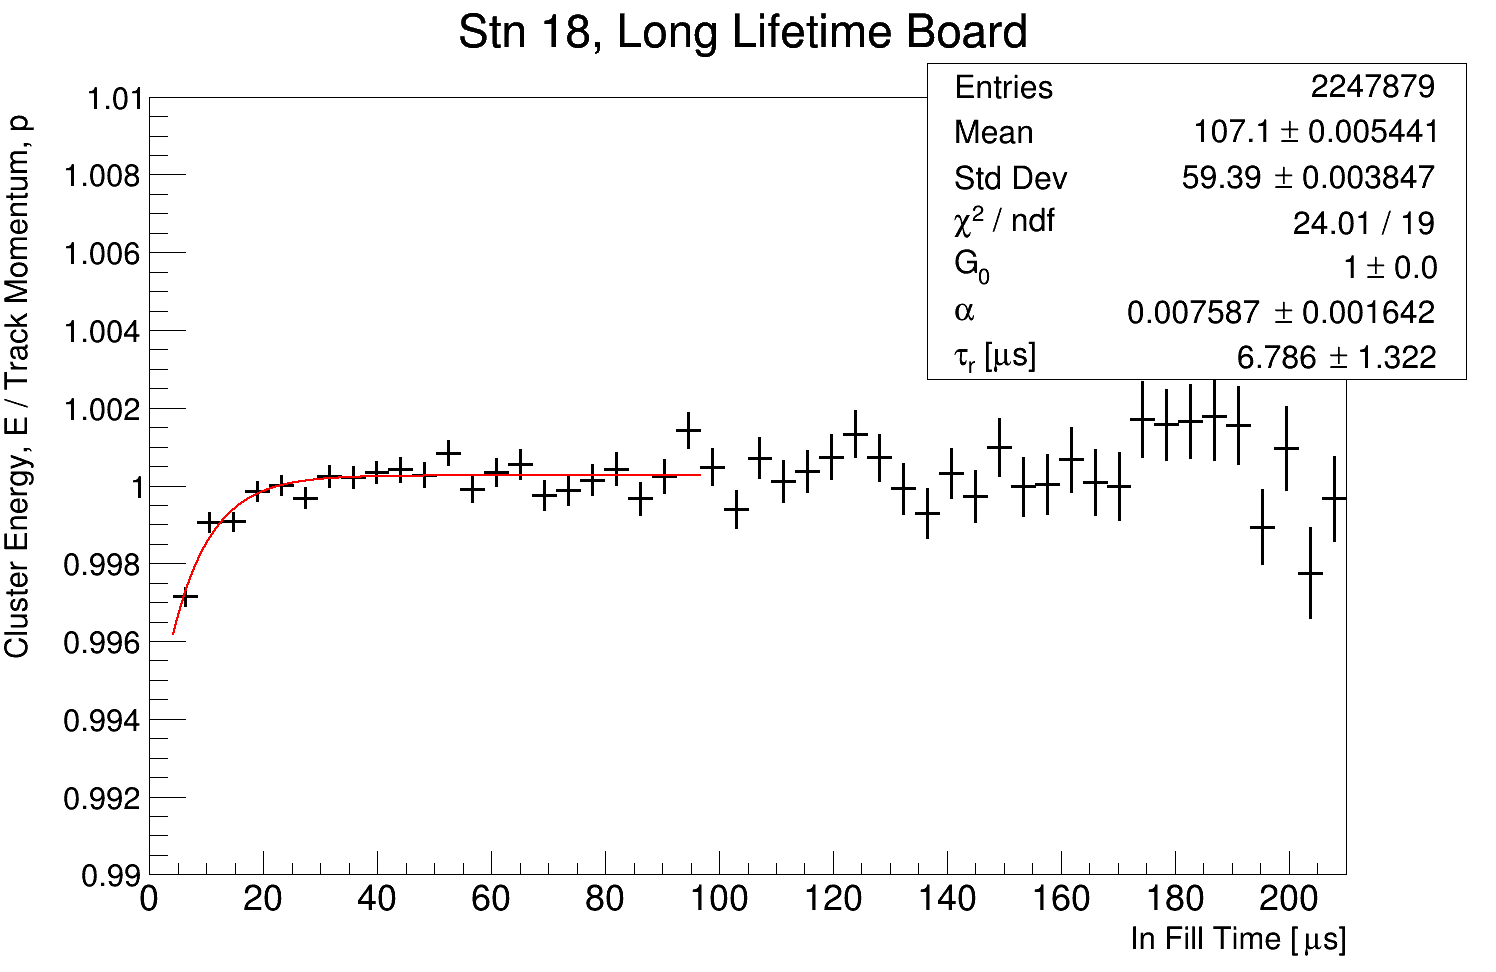 Stn 18, Long Lifetime Board
Entries 2247879
Mean 107.1 ± 0.005441
Std Dev 59.39 ± 0.003847
χ² / ndf 24.01 / 19
G₀ 1 ± 0.0
α 0.007587 ± 0.001642
τᵣ [μs] 6.786 ± 1.322
Cluster Energy, E / Track Momentum, p
1.01
1.008
1.006
1.004
1.002
1
0.998
0.996
0.994
0.992
0.99
0 20 40 60 80 100 120 140 160 180 200
In Fill Time [μs]